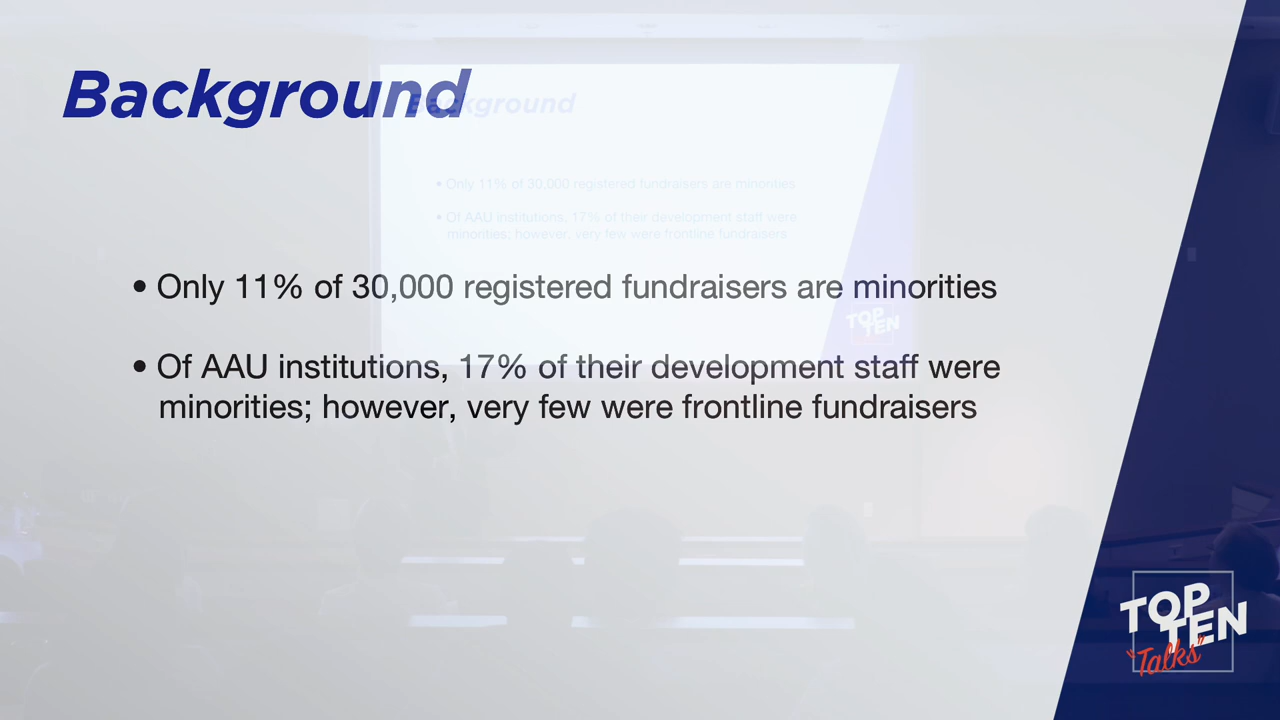 Background
• Only 11% of 30,000 registered fundraisers are minorities
• Of AAU institutions, 17% of their development staff were
minorities; however, very few were frontline fundraisers
Background
• Only 11% of 30,000 registered fundraisers are minorities
• Of AAU institutions, 17% of their development staff were
minorities; however, very few were frontline fundraisers
TOP
TEN
TOP
TEN
"Talks"